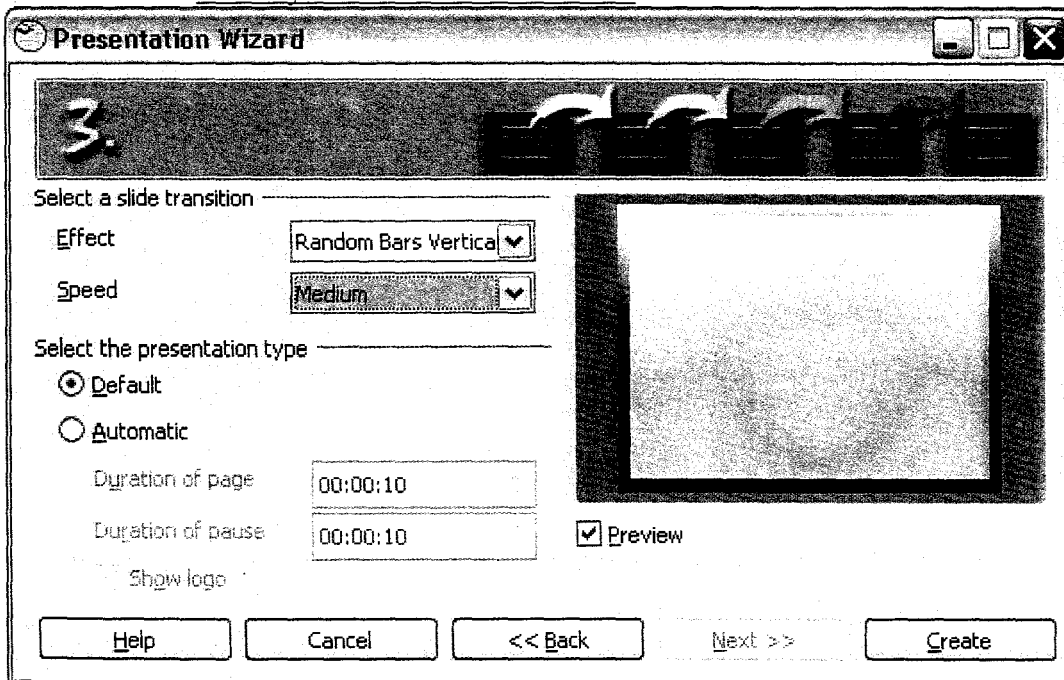 Presentation Wizard
3.
Select a slide transition
Effect
Random Bars Vertica
Speed
Medium
Select the presentation type
Default
Automatic
Duration of page
00:00:10
Duration of pause
00:00:10
Show logo
Preview
Help
Cancel
<< Back
Next >>
Create